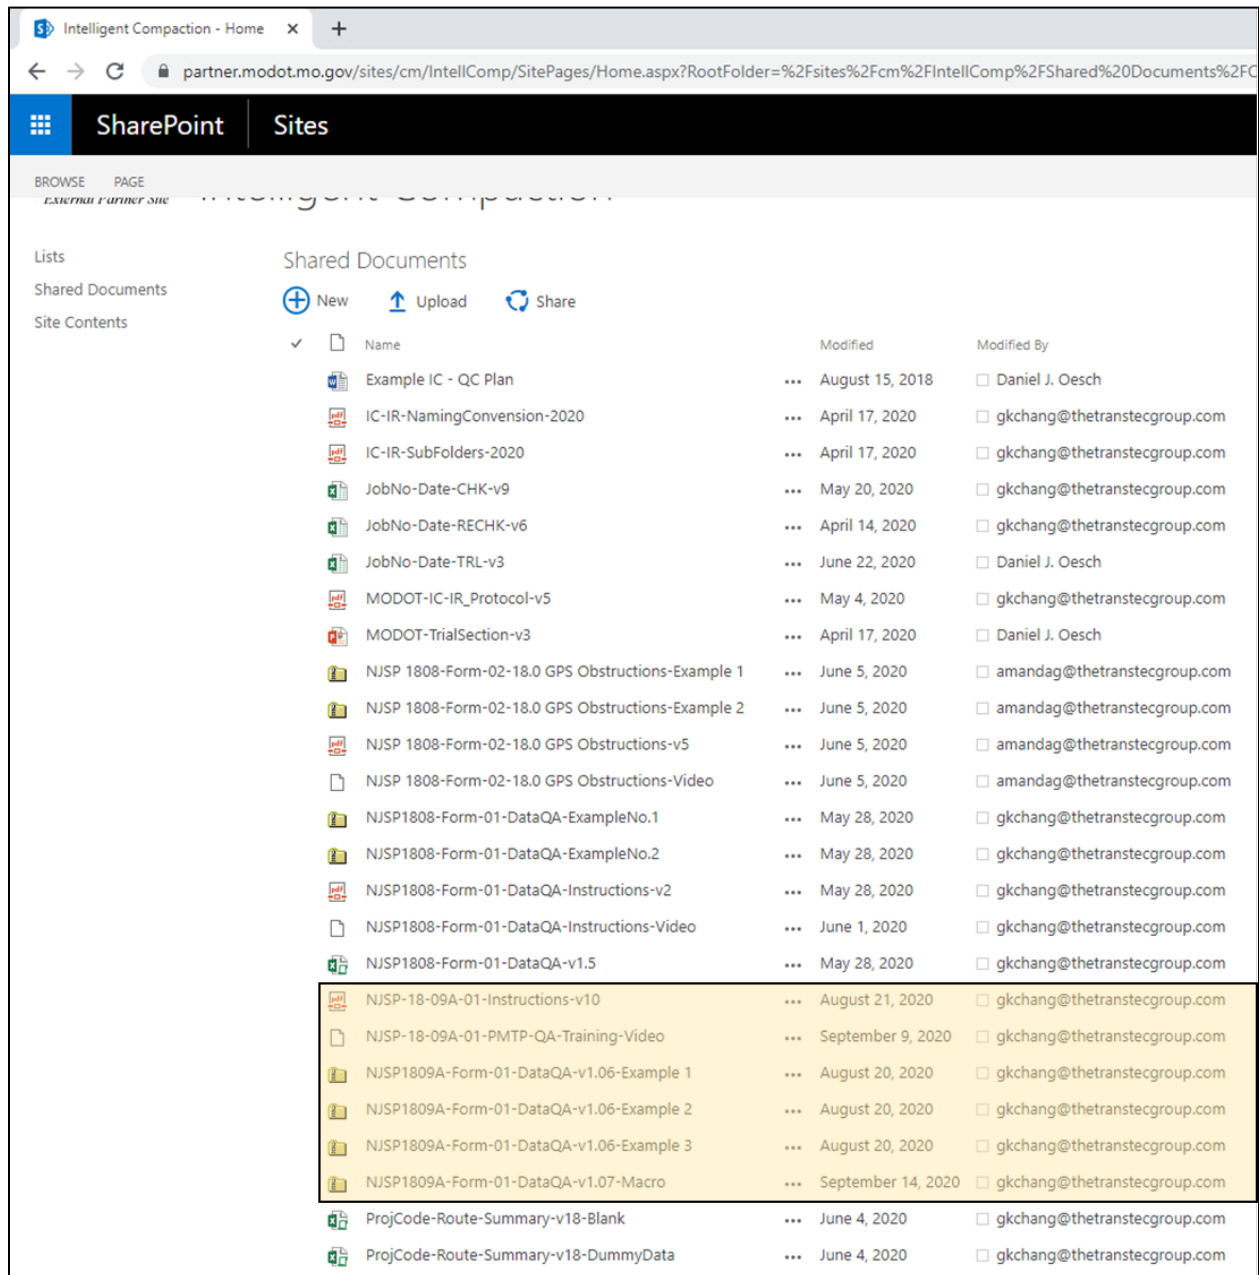 Intelligent Compaction - Home
partner.modot.mo.gov/sites/cm/IntellComp/SitePages/Home.aspx?RootFolder=%2Fsites%2Fcm%2FIntellComp%2FShared%20Documents%2FC
SharePoint Sites
BROWSE PAGE
External Partner Site Intelligent Compaction
Lists
Shared Documents
Site Contents
Shared Documents
New Upload Share
Name Modified Modified By
Example IC - QC Plan ... August 15, 2018 Daniel J. Oesch
IC-IR-NamingConvension-2020 ... April 17, 2020 gkchang@thetranstecgroup.com
IC-IR-SubFolders-2020 ... April 17, 2020 gkchang@thetranstecgroup.com
JobNo-Date-CHK-v9 ... May 20, 2020 gkchang@thetranstecgroup.com
JobNo-Date-RECHK-v6 ... April 14, 2020 gkchang@thetranstecgroup.com
JobNo-Date-TRL-v3 ... June 22, 2020 Daniel J. Oesch
MODOT-IC-IR_Protocol-v5 ... May 4, 2020 gkchang@thetranstecgroup.com
MODOT-TrialSection-v3 ... April 17, 2020 Daniel J. Oesch
NJSP 1808-Form-02-18.0 GPS Obstructions-Example 1 ... June 5, 2020 amandag@thetranstecgroup.com
NJSP 1808-Form-02-18.0 GPS Obstructions-Example 2 ... June 5, 2020 amandag@thetranstecgroup.com
NJSP 1808-Form-02-18.0 GPS Obstructions-v5 ... June 5, 2020 amandag@thetranstecgroup.com
NJSP 1808-Form-02-18.0 GPS Obstructions-Video ... June 5, 2020 amandag@thetranstecgroup.com
NJSP1808-Form-01-DataQA-ExampleNo.1 ... May 28, 2020 gkchang@thetranstecgroup.com
NJSP1808-Form-01-DataQA-ExampleNo.2 ... May 28, 2020 gkchang@thetranstecgroup.com
NJSP1808-Form-01-DataQA-Instructions-v2 ... May 28, 2020 gkchang@thetranstecgroup.com
NJSP1808-Form-01-DataQA-Instructions-Video ... June 1, 2020 gkchang@thetranstecgroup.com
NJSP1808-Form-01-DataQA-v1.5 ... May 28, 2020 gkchang@thetranstecgroup.com
NJSP-18-09A-01-Instructions-v10 ... August 21, 2020 gkchang@thetranstecgroup.com
NJSP-18-09A-01-PMTP-QA-Training-Video ... September 9, 2020 gkchang@thetranstecgroup.com
NJSP1809A-Form-01-DataQA-v1.06-Example 1 ... August 20, 2020 gkchang@thetranstecgroup.com
NJSP1809A-Form-01-DataQA-v1.06-Example 2 ... August 20, 2020 gkchang@thetranstecgroup.com
NJSP1809A-Form-01-DataQA-v1.06-Example 3 ... August 20, 2020 gkchang@thetranstecgroup.com
NJSP1809A-Form-01-DataQA-v1.07-Macro ... September 14, 2020 gkchang@thetranstecgroup.com
ProjCode-Route-Summary-v18-Blank ... June 4, 2020 gkchang@thetranstecgroup.com
ProjCode-Route-Summary-v18-DummyData ... June 4, 2020 gkchang@thetranstecgroup.com